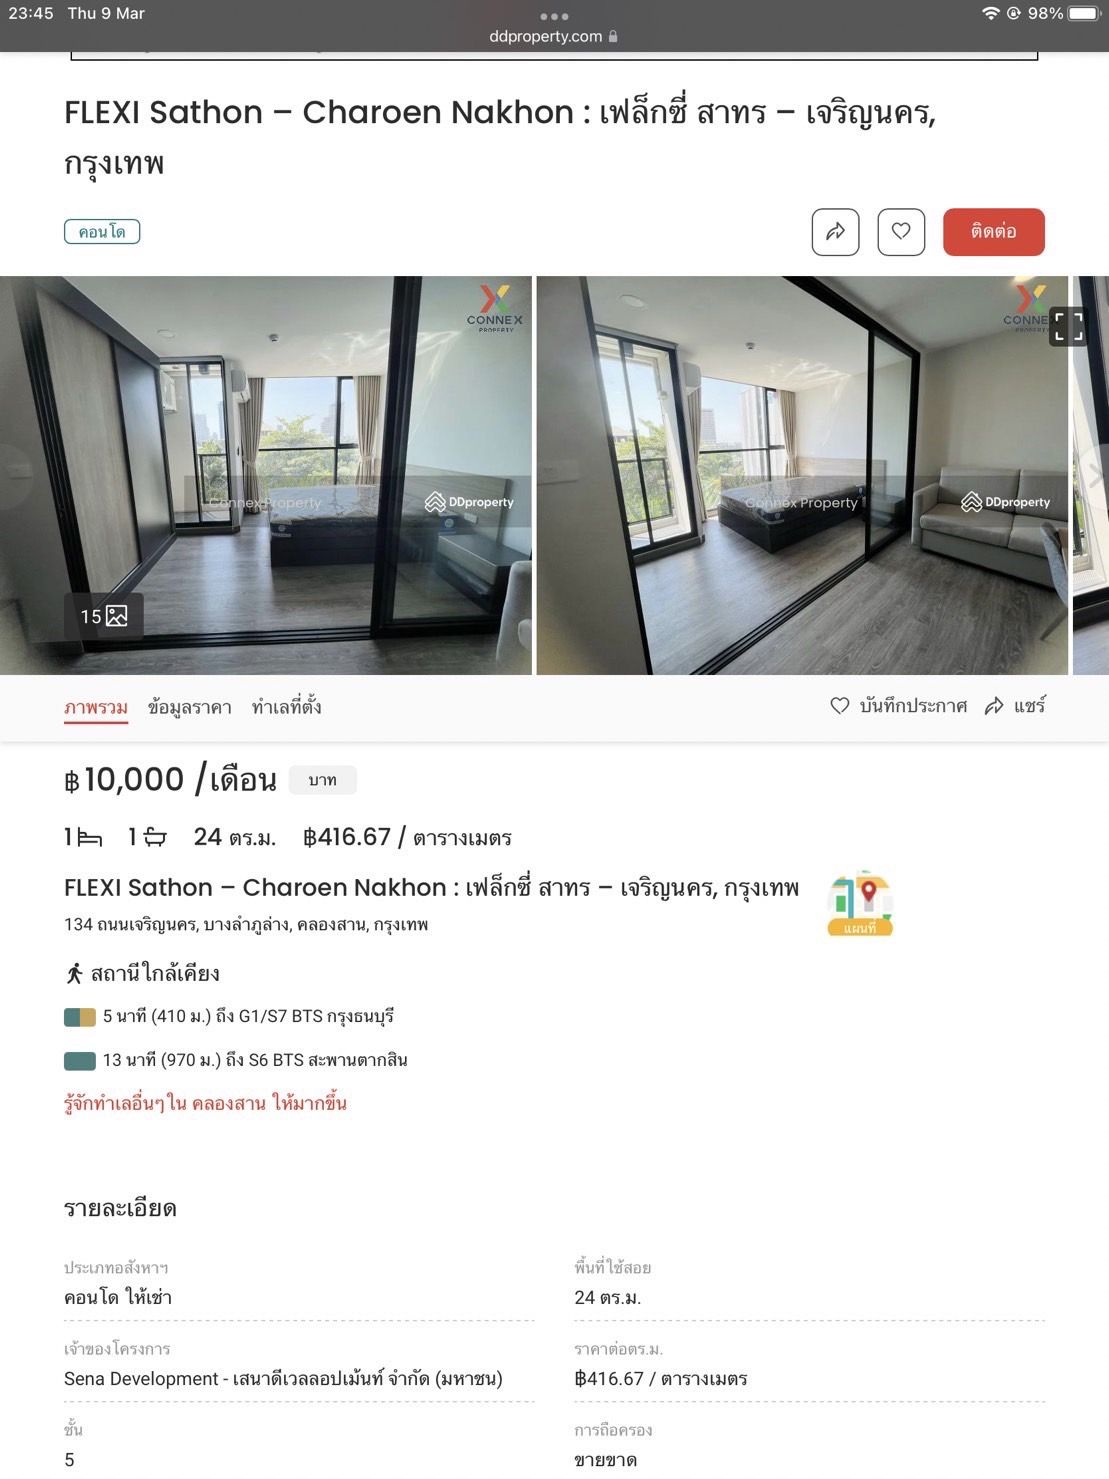 23:45 Thu 9 Mar
98%
ddproperty.com
FLEXI Sathon – Charoen Nakhon : เฟล็กซี่ สาทร – เจริญนคร,
กรุงเทพ
คอนโด
ติดต่อ
CONNEX
PROPERTY
CONNEX
PROPERTY
Connex Property
DDproperty
Connex Property
DDproperty
15
ภาพรวม ข้อมูลราคา ทำเลที่ตั้ง
บันทึกประกาศ แชร์
฿10,000 /เดือน บาท
1 1 24 ตร.ม. ฿416.67 / ตารางเมตร
FLEXI Sathon – Charoen Nakhon : เฟล็กซี่ สาทร – เจริญนคร, กรุงเทพ
134 ถนนเจริญนคร, บางลำภูล่าง, คลองสาน, กรุงเทพ
แผนที่
สถานีใกล้เคียง
5 นาที (410 ม.) ถึง G1/S7 BTS กรุงธนบุรี
13 นาที (970 ม.) ถึง S6 BTS สะพานตากสิน
รู้จักทำเลอื่นๆ ใน คลองสาน ให้มากขึ้น
รายละเอียด
ประเภทอสังหาฯ
คอนโด ให้เช่า
พื้นที่ใช้สอย
24 ตร.ม.
เจ้าของโครงการ
Sena Development - เสนาดีเวลลอปเม้นท์ จำกัด (มหาชน)
ราคาต่อตร.ม.
฿416.67 / ตารางเมตร
ชั้น
5
การถือครอง
ขายขาด